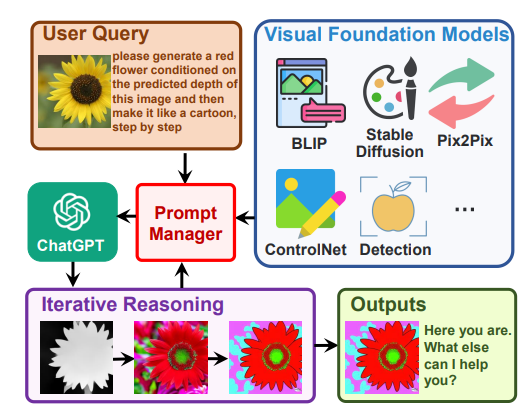 User Query
please generate a red
flower conditioned on
the predicted depth of
this image and then
make it like a cartoon,
step by step
Visual Foundation Models
BLIP
Stable
Diffusion
Pix2Pix
ControlNet
Detection
...
ChatGPT
Prompt
Manager
Iterative Reasoning
Outputs
Here you are.
What else
can I help
you?